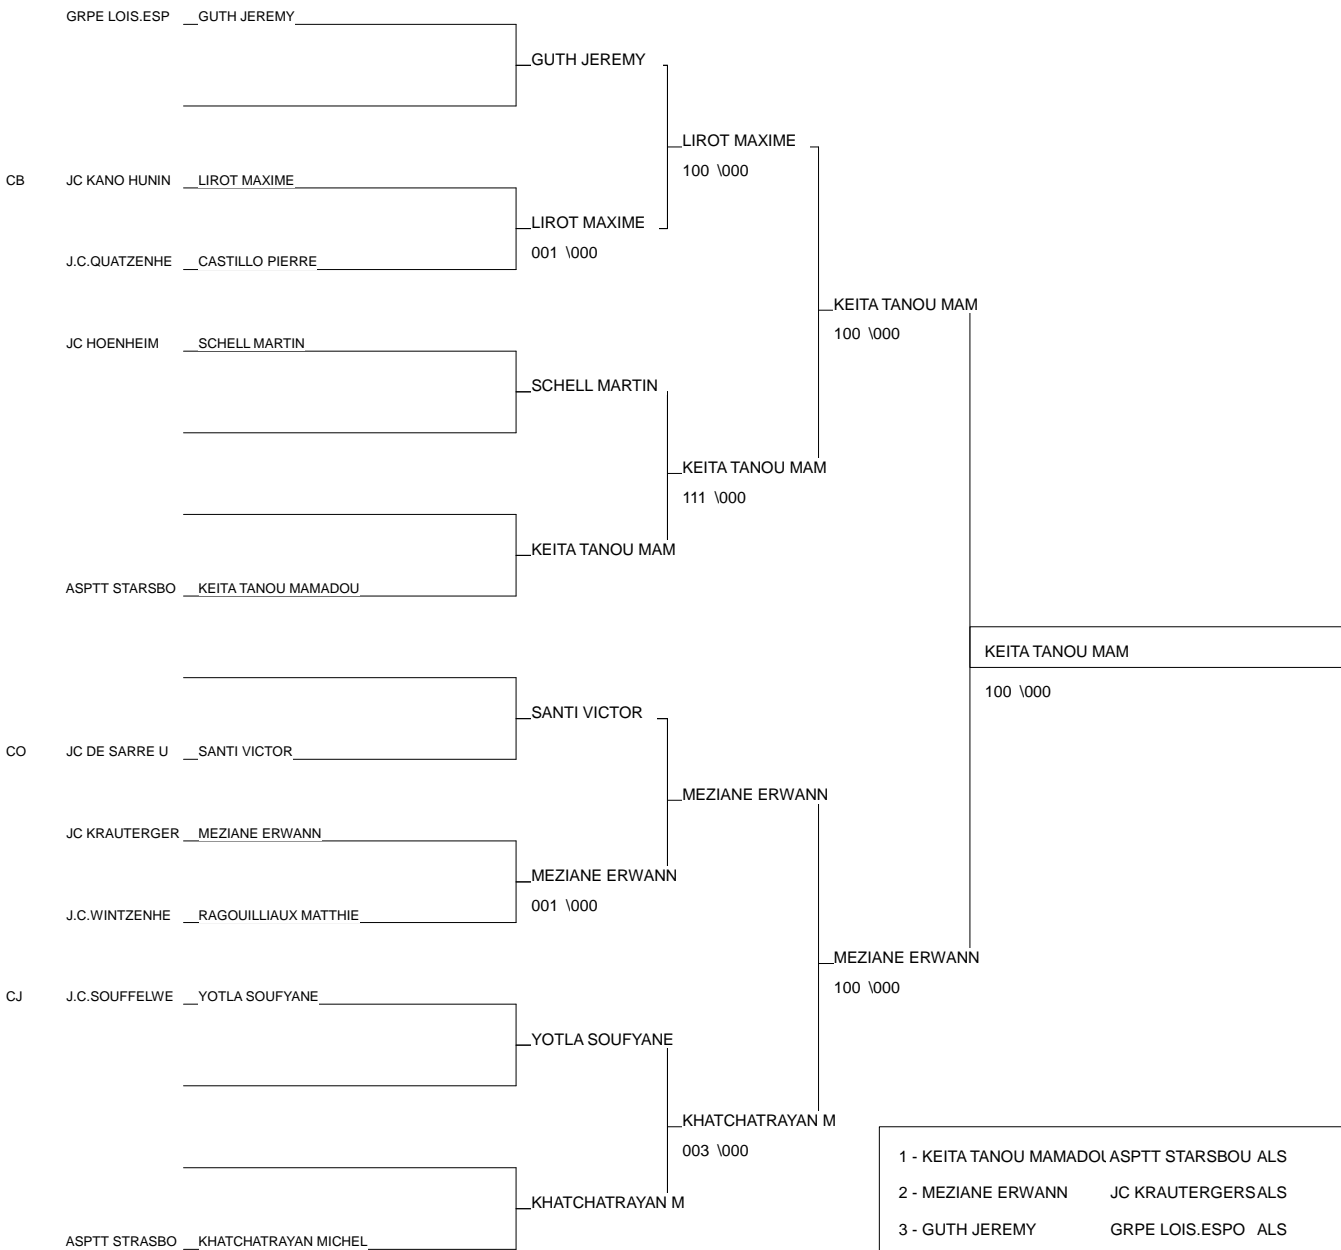 GRPE LOIS.ESP GUTH JEREMY
GUTH JEREMY
LIROT MAXIME
100 \000
CB JC KANO HUNIN LIROT MAXIME
LIROT MAXIME
001 \000
J.C.QUATZENHE CASTILLO PIERRE
KEITA TANOU MAM
100 \000
JC HOENHEIM SCHELL MARTIN
SCHELL MARTIN
KEITA TANOU MAM
111 \000
KEITA TANOU MAM
ASPTT STARSBO KEITA TANOU MAMADOU
KEITA TANOU MAM
100 \000
SANTI VICTOR
CO JC DE SARRE U SANTI VICTOR
MEZIANE ERWANN
JC KRAUTERGER MEZIANE ERWANN
MEZIANE ERWANN
001 \000
J.C.WINTZENHE RAGOUILLIAUX MATTHIE
MEZIANE ERWANN
100 \000
CJ J.C.SOUFFELWE YOTLA SOUFYANE
YOTLA SOUFYANE
KHATCHATRAYAN M
003 \000
KHATCHATRAYAN M
ASPTT STRASBO KHATCHATRAYAN MICHEL
1 - KEITA TANOU MAMADOU ASPTT STARSBOU ALS
2 - MEZIANE ERWANN JC KRAUTERGERS ALS
3 - GUTH JEREMY GRPE LOIS.ESPO ALS